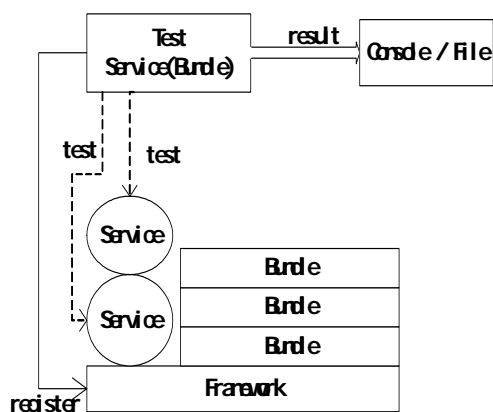 Test
Service(Bundle)
result
Console / File
test
test
Service
Bundle
Bundle
Service
Bundle
Framework
register